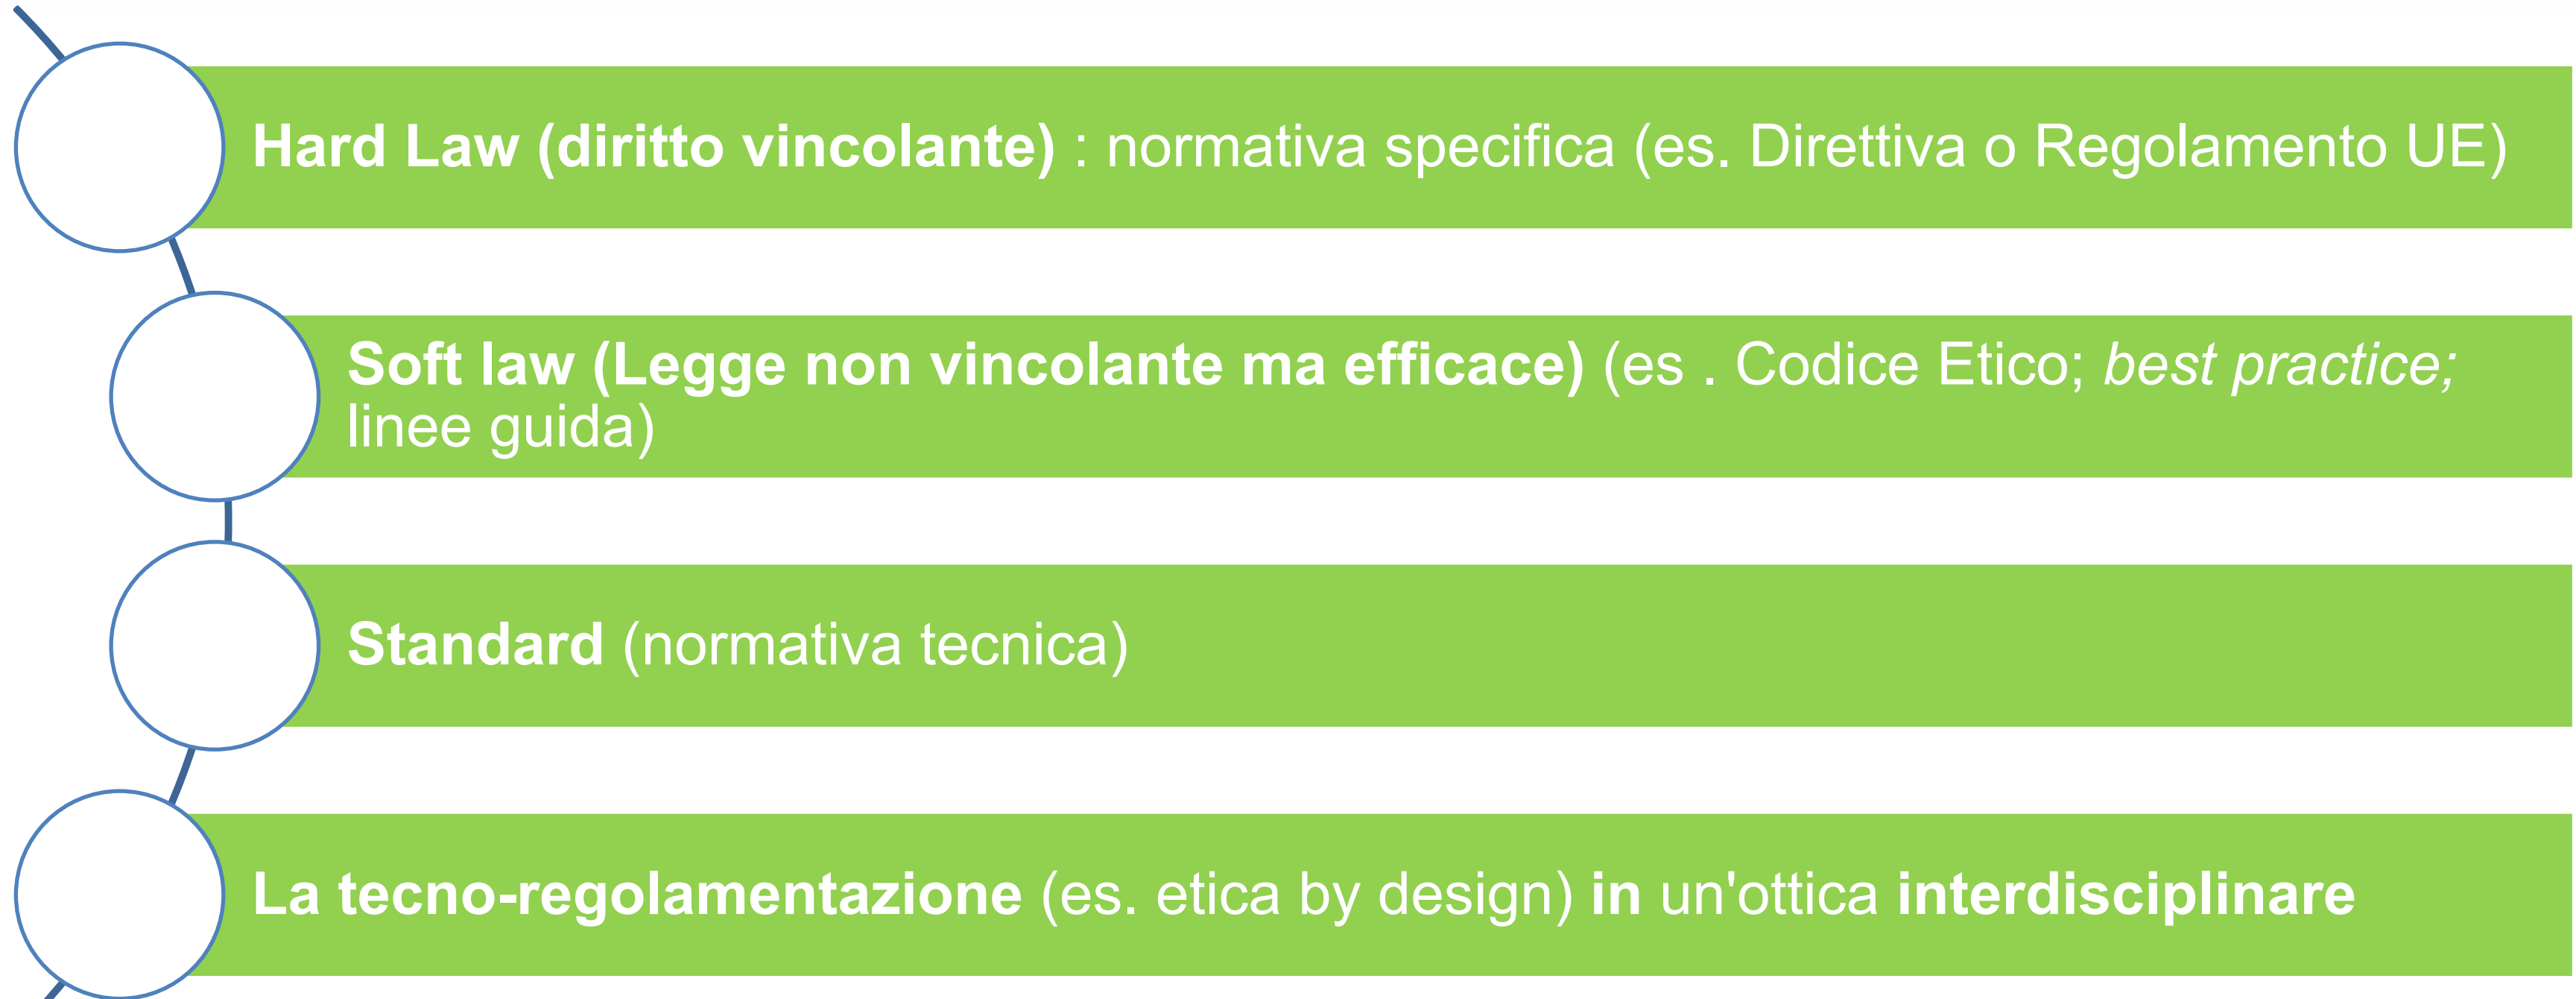 Hard Law (diritto vincolante) : normativa specifica (es. Direttiva o Regolamento UE)
Soft law (Legge non vincolante ma efficace) (es . Codice Etico; best practice;
linee guida)
Standard (normativa tecnica)
La tecno-regolamentazione (es. etica by design) in un'ottica interdisciplinare